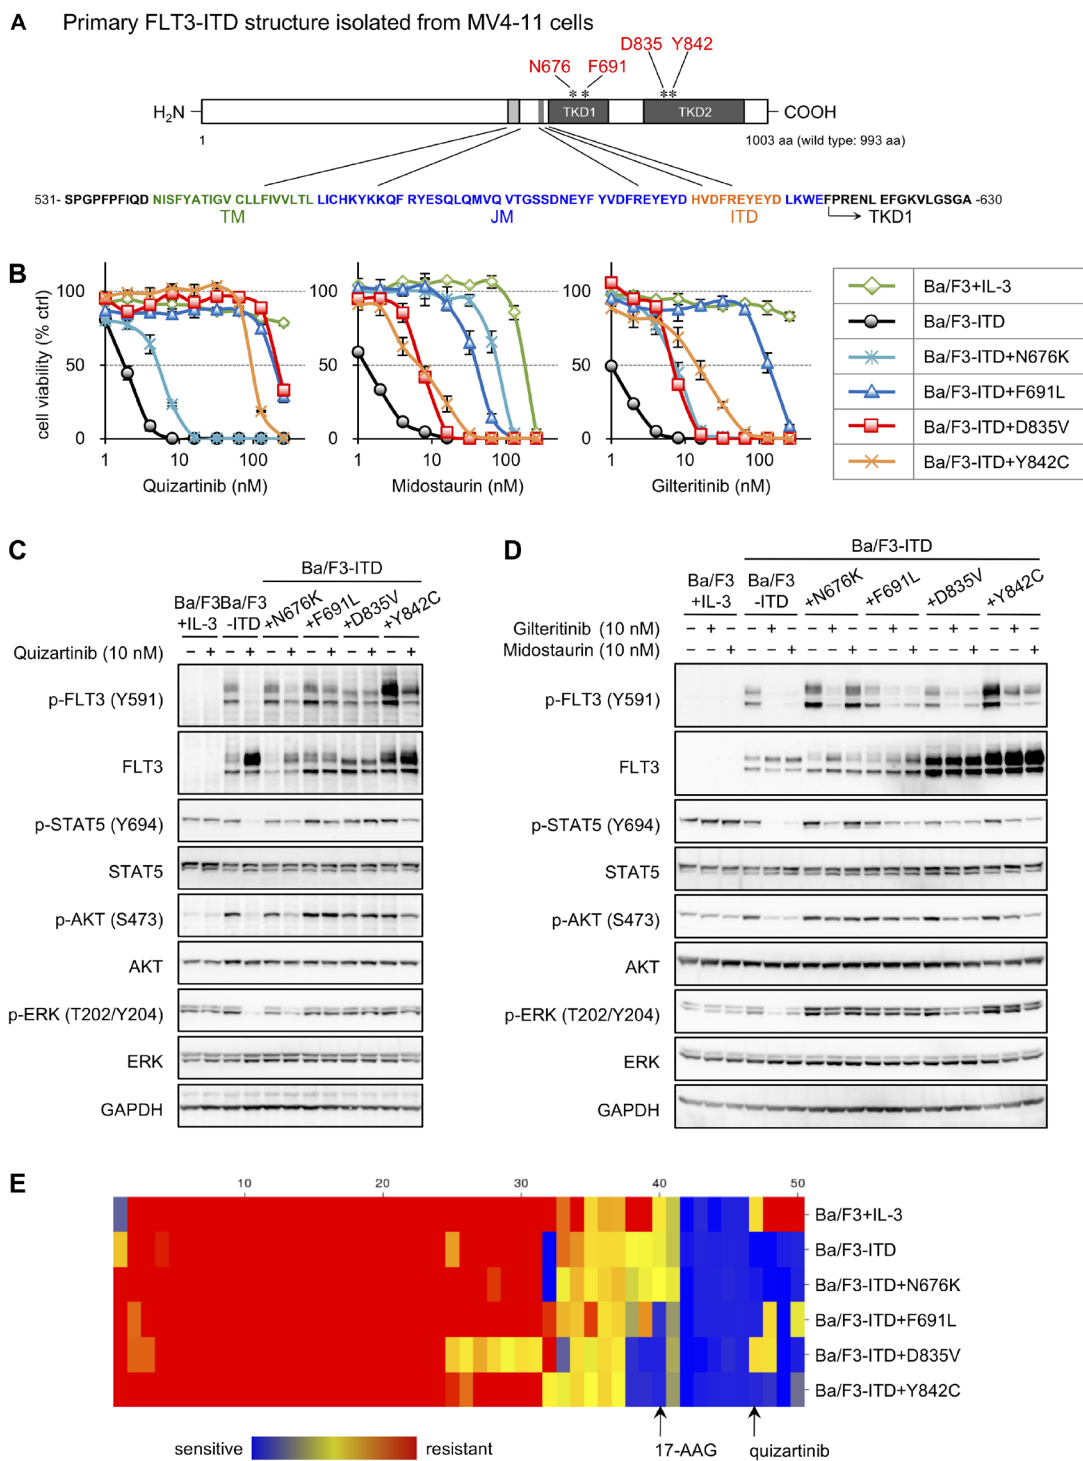 A Primary FLT3-ITD structure isolated from MV4-11 cells
D835 Y842
N676 F691
H2N TKD1 TKD2 COOH
1 1003 aa (wild type: 993 aa)
531- SPGPFPFIQD NISFYATIGV CLLFIVVLTL LICHKYKKQF RYESQLQMVQ VTGSSDNEYF YVDFREYEYD HVDFREYEYD LKWEFPRENL EFGKVLGSGA -630
TM JM ITD TKD1
B
cell viability (% ctrl)
100 100 100
50 50 50
0 0 0
1 10 100 1 10 100 1 10 100
Quizartinib (nM) Midostaurin (nM) Gilteritinib (nM)
Ba/F3+IL-3
Ba/F3-ITD
Ba/F3-ITD+N676K
Ba/F3-ITD+F691L
Ba/F3-ITD+D835V
Ba/F3-ITD+Y842C
C
Ba/F3-ITD
Ba/F3 +IL-3 Ba/F3 -ITD +N676K +F691L +D835V +Y842C
Quizartinib (10 nM) – + – + – + – + – + – +
p-FLT3 (Y591)
FLT3
p-STAT5 (Y694)
STAT5
p-AKT (S473)
AKT
p-ERK (T202/Y204)
ERK
GAPDH
D
Ba/F3-ITD
Ba/F3 +IL-3 Ba/F3 -ITD +N676K +F691L +D835V +Y842C
Gilteritinib (10 nM) – + – – + – – + – – + – – + – – + –
Midostaurin (10 nM) – – + – – + – – + – – + – – + – – +
p-FLT3 (Y591)
FLT3
p-STAT5 (Y694)
STAT5
p-AKT (S473)
AKT
p-ERK (T202/Y204)
ERK
GAPDH
E
10 20 30 40 50
Ba/F3+IL-3
Ba/F3-ITD
Ba/F3-ITD+N676K
Ba/F3-ITD+F691L
Ba/F3-ITD+D835V
Ba/F3-ITD+Y842C
sensitive resistant 17-AAG quizartinib